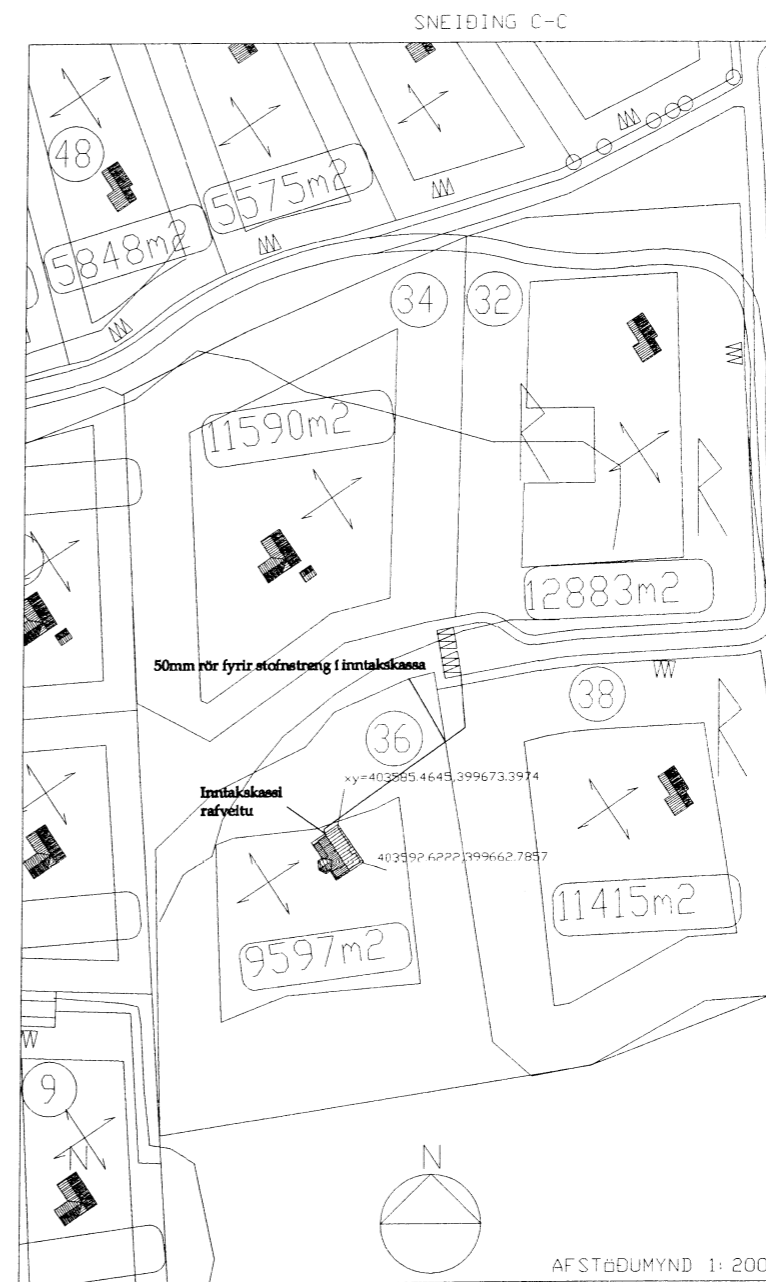 SNEIÐING C-C
48
5848m2
5575m2
34
32
11590m2
12883m2
50mm rör fyrir stofnstreng í inntakskassa
36
38
xy=403585.4645,399673.3974
Inntakskassi
rafveitu
403592.6222,399662.7857
11415m2
9597m2
9
N
N
AFSTÖÐUMYND 1:200